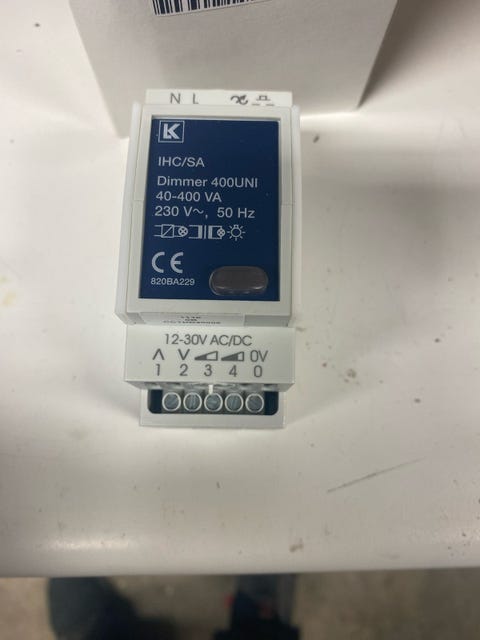 N L
LK
IHC/SA
Dimmer 400UNI
40-400 VA
230 V~, 50 Hz
CE
820BA229
12-30V AC/DC
0V
1 2 3 4 0